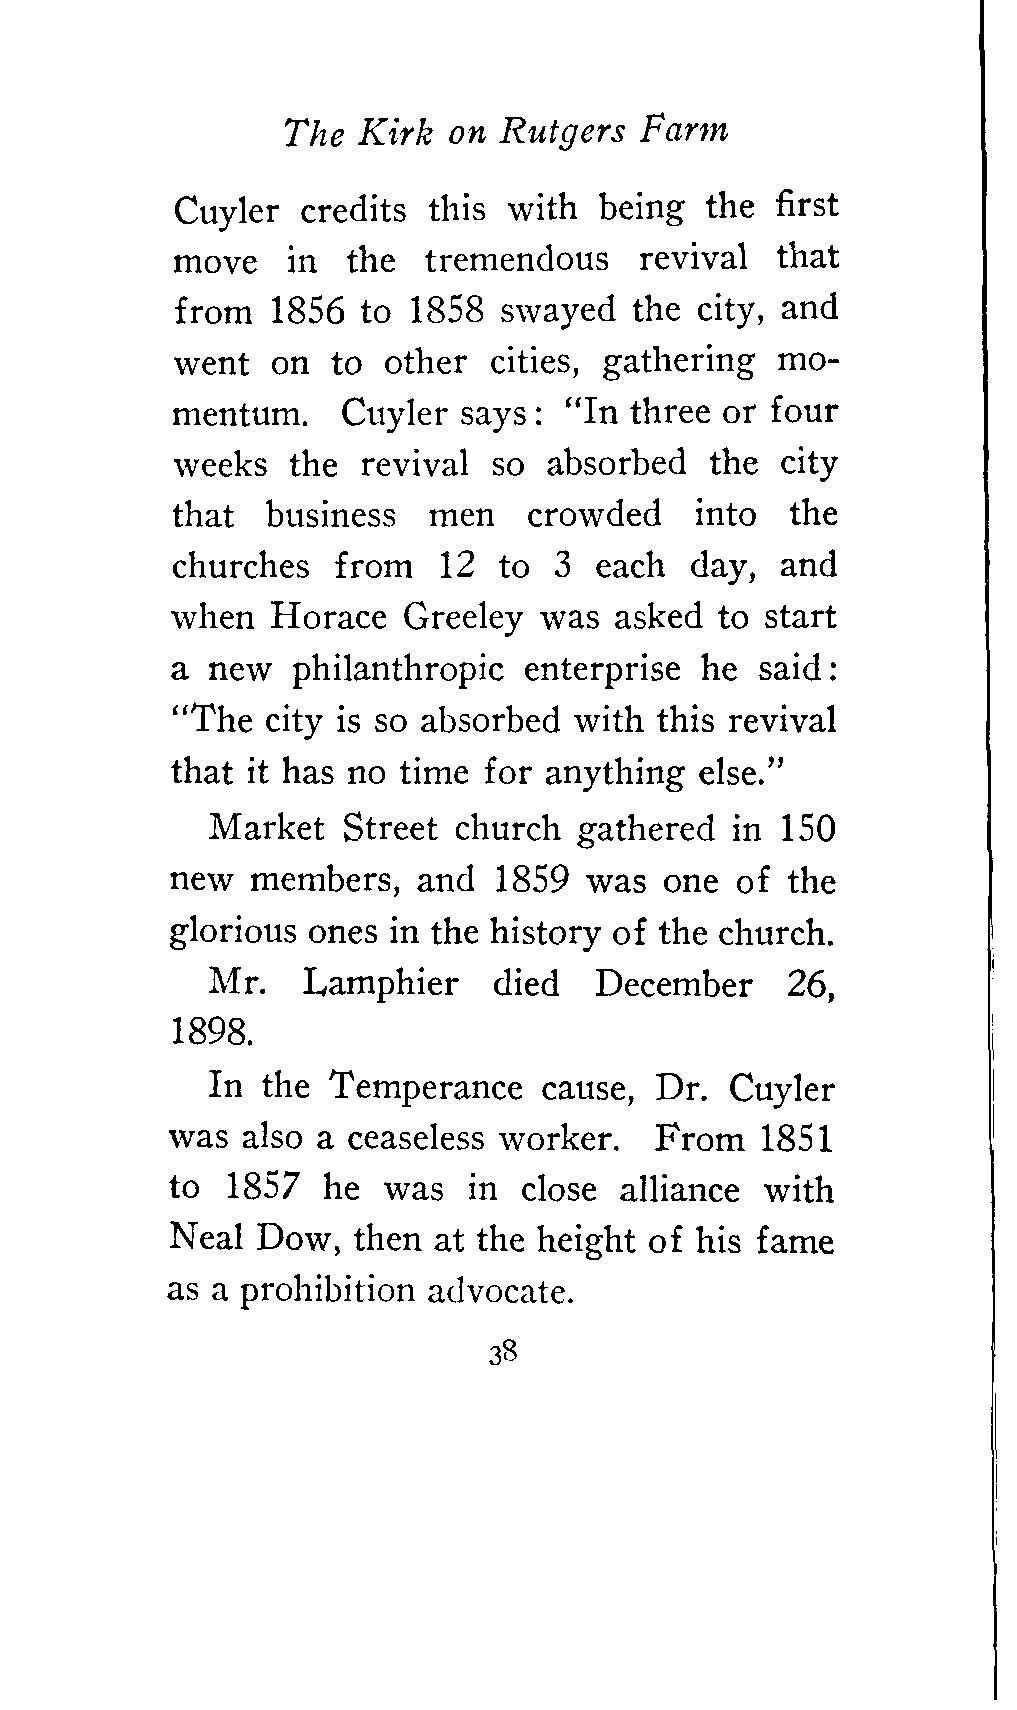 The Kirk on Rutgers Farm
Cuyler credits this with being the first
move in the tremendous revival that
from 1856 to 1858 swayed the city, and
went on to other cities, gathering mo-
mentum. Cuyler says: "In three or four
weeks the revival so absorbed the city
that business men crowded into the
churches from 12 to 3 each day, and
when Horace Greeley was asked to start
a new philanthropic enterprise he said:
"The city is so absorbed with this revival
that it has no time for anything else."
Market Street church gathered in 150
new members, and 1859 was one of the
glorious ones in the history of the church.
Mr. Lamphier died December 26,
1898.
In the Temperance cause, Dr. Cuyler
was also a ceaseless worker. From 1851
to 1857 he was in close alliance with
Neal Dow, then at the height of his fame
as a prohibition advocate.
38